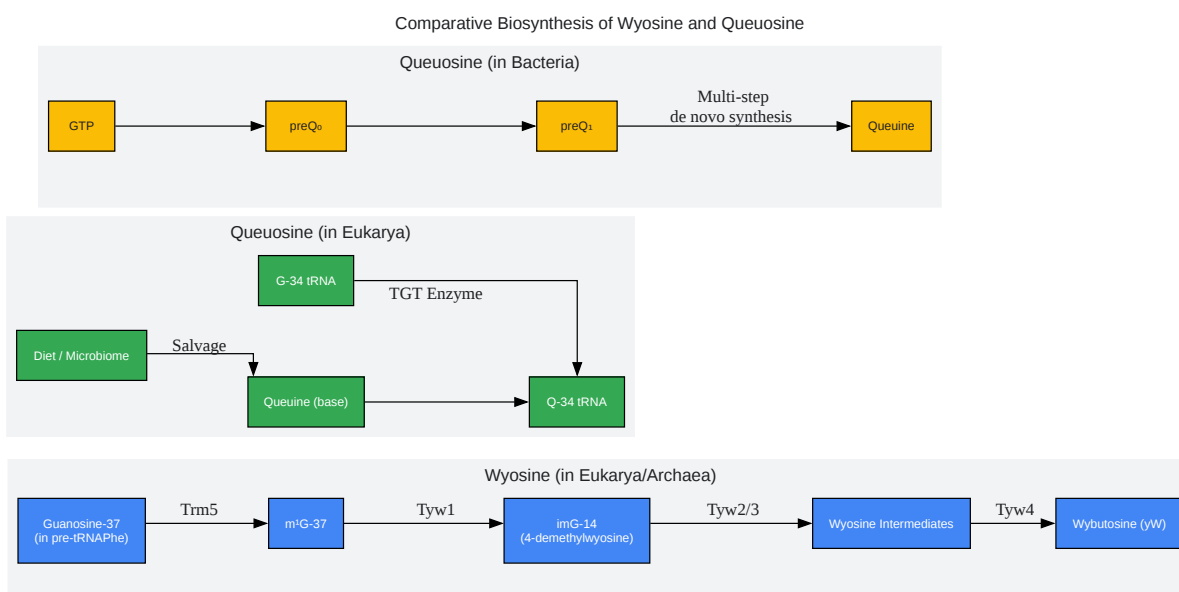 Comparative Biosynthesis of Wyosine and Queuosine
Queuosine (in Bacteria)
GTP
preQ₀
preQ₁
Multi-step
de novo synthesis
Queuine
Queuosine (in Eukarya)
G-34 tRNA
TGT Enzyme
Diet / Microbiome
Salvage
Queuine (base)
Q-34 tRNA
Wyosine (in Eukarya/Archaea)
Guanosine-37
(in pre-tRNAPhe)
Trm5
m¹G-37
Tyw1
imG-14
(4-demethylwyosine)
Tyw2/3
Wyosine Intermediates
Tyw4
Wybutosine (yW)